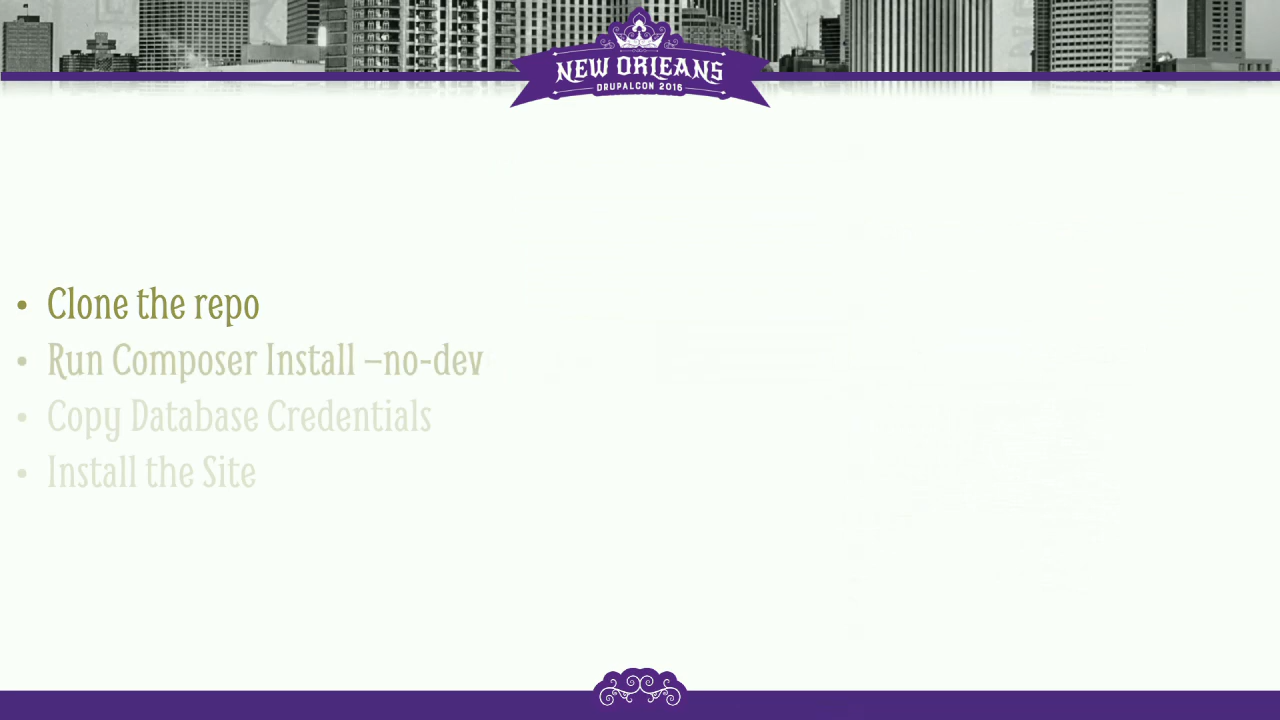 NEW ORLEANS
DRUPALCON 2016
• Clone the repo
• Run Composer Install –no-dev
• Copy Database Credentials
• Install the Site